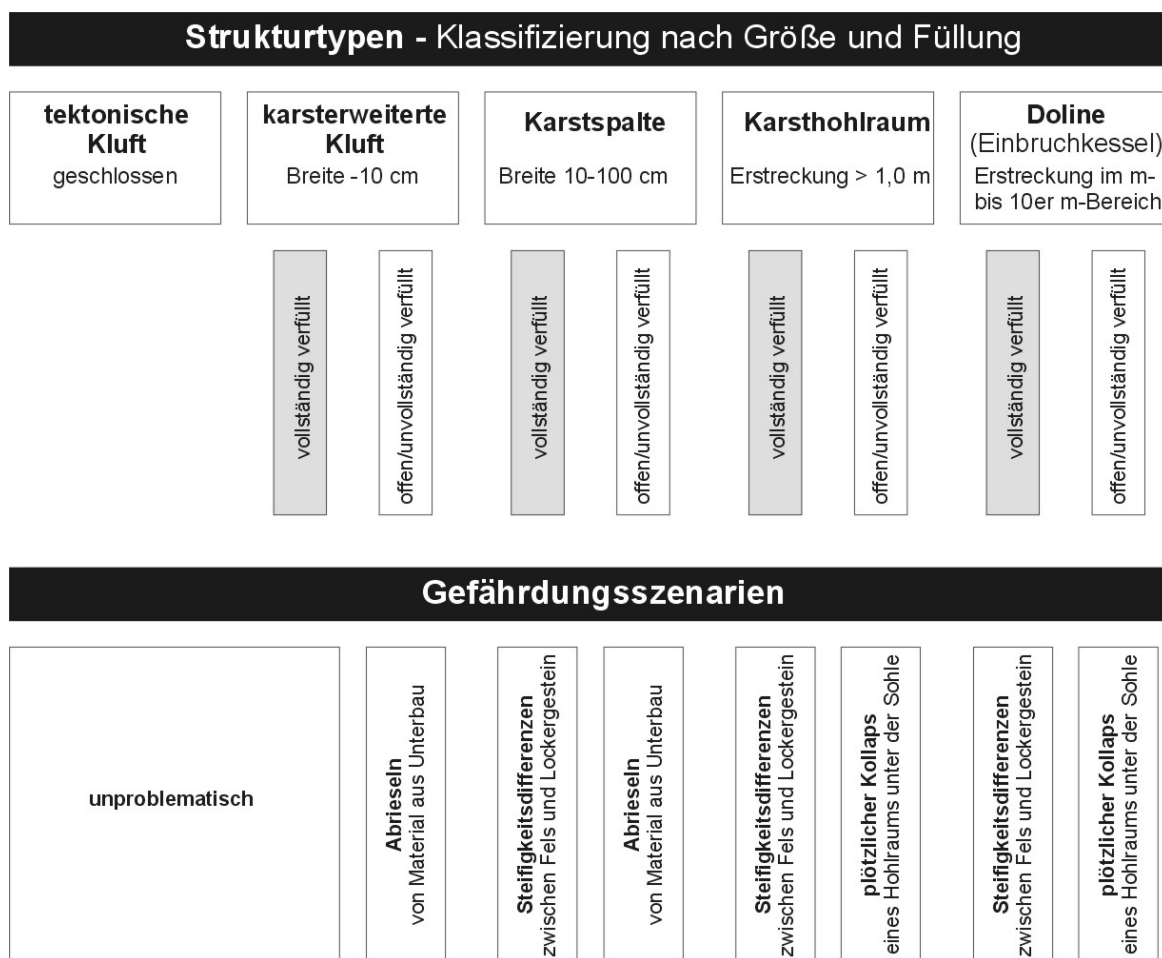 Strukturtypen - Klassifizierung nach Größe und Füllung
tektonische
Kluft
geschlossen
karsterweiterte
Kluft
Breite -10 cm
Karstspalte
Breite 10-100 cm
Karsthohlraum
Erstreckung > 1,0 m
Doline
(Einbruchkessel)
Erstreckung im m-
bis 10er m-Bereich
vollständig verfüllt
offen/unvollständig verfüllt
vollständig verfüllt
offen/unvollständig verfüllt
vollständig verfüllt
offen/unvollständig verfüllt
vollständig verfüllt
offen/unvollständig verfüllt
Gefährdungsszenarien
unproblematisch
Abrieseln
von Material aus Unterbau
Steifigkeitsdifferenzen
zwischen Fels und Lockergestein
Abrieseln
von Material aus Unterbau
Steifigkeitsdifferenzen
zwischen Fels und Lockergestein
plötzlicher Kollaps
eines Hohlraums unter der Sohle
Steifigkeitsdifferenzen
zwischen Fels und Lockergestein
plötzlicher Kollaps
eines Hohlraums unter der Sohle